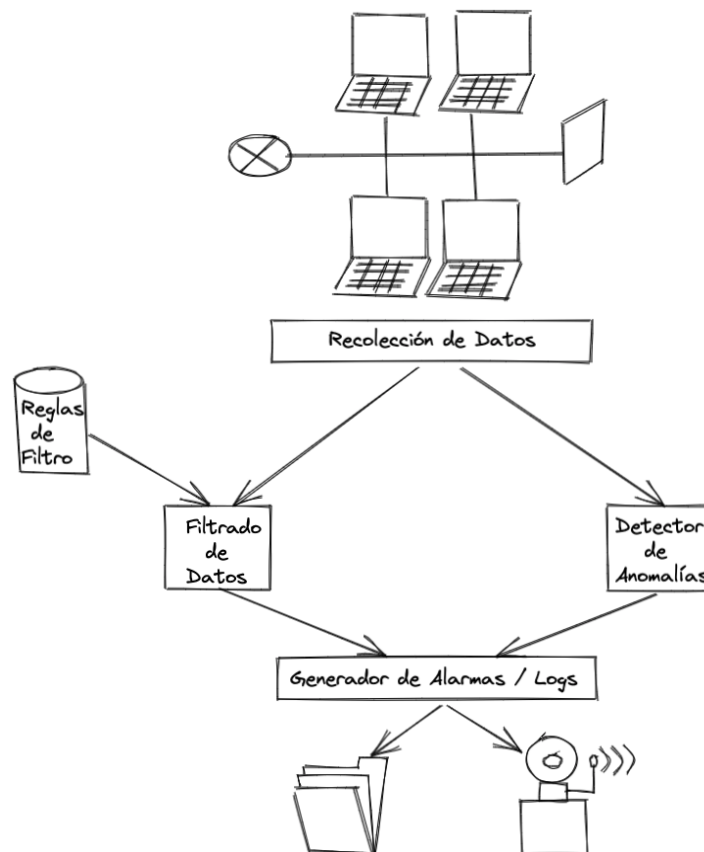 Recolección de Datos
Reglas
de
Filtro
Filtrado
de
Datos
Detector
de
Anomalías
Generador de Alarmas / Logs